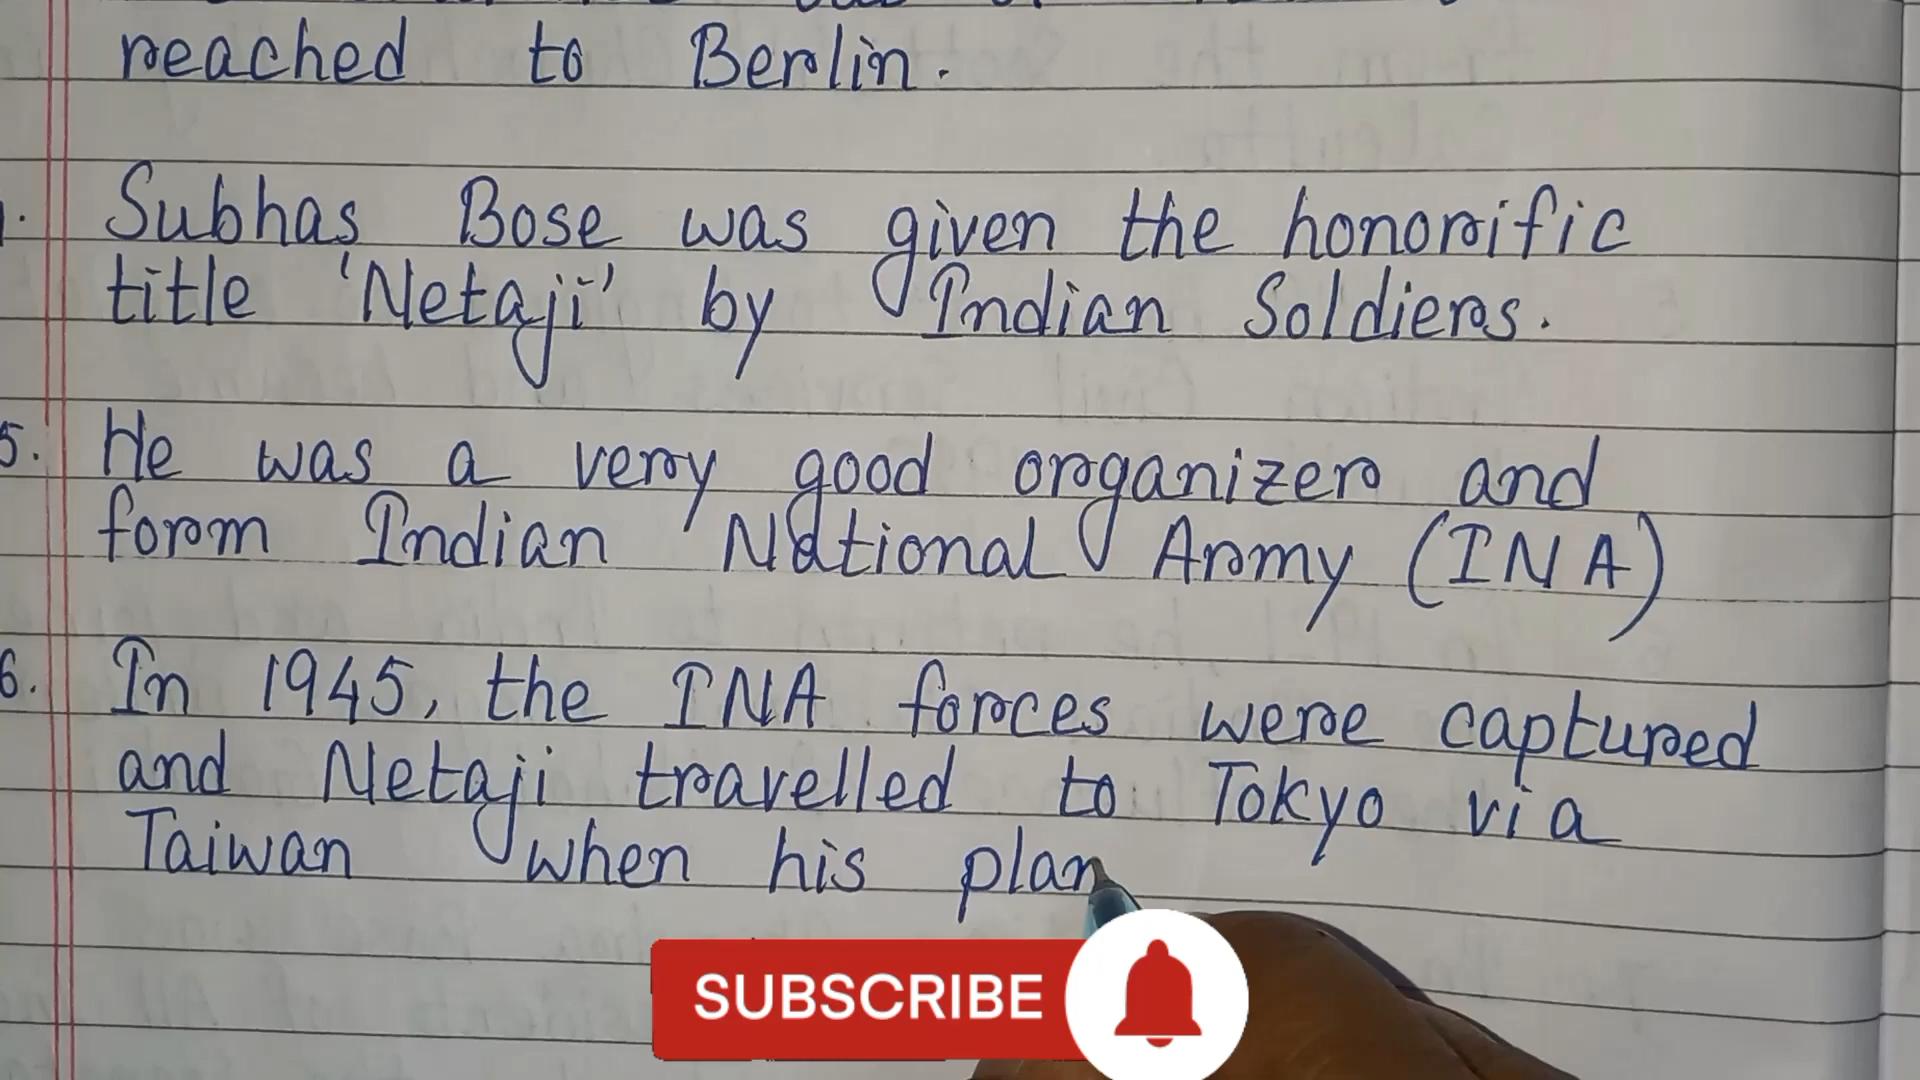 reached to Berlin.
Subhas Bose was given the honorific
title 'Netaji' by Indian Soldiers.
5. He was a very good organizer and
form Indian National Army (INA)
6. In 1945, the INA forces were captured
and Netaji travelled to Tokyo via
Taiwan when his plan
SUBSCRIBE